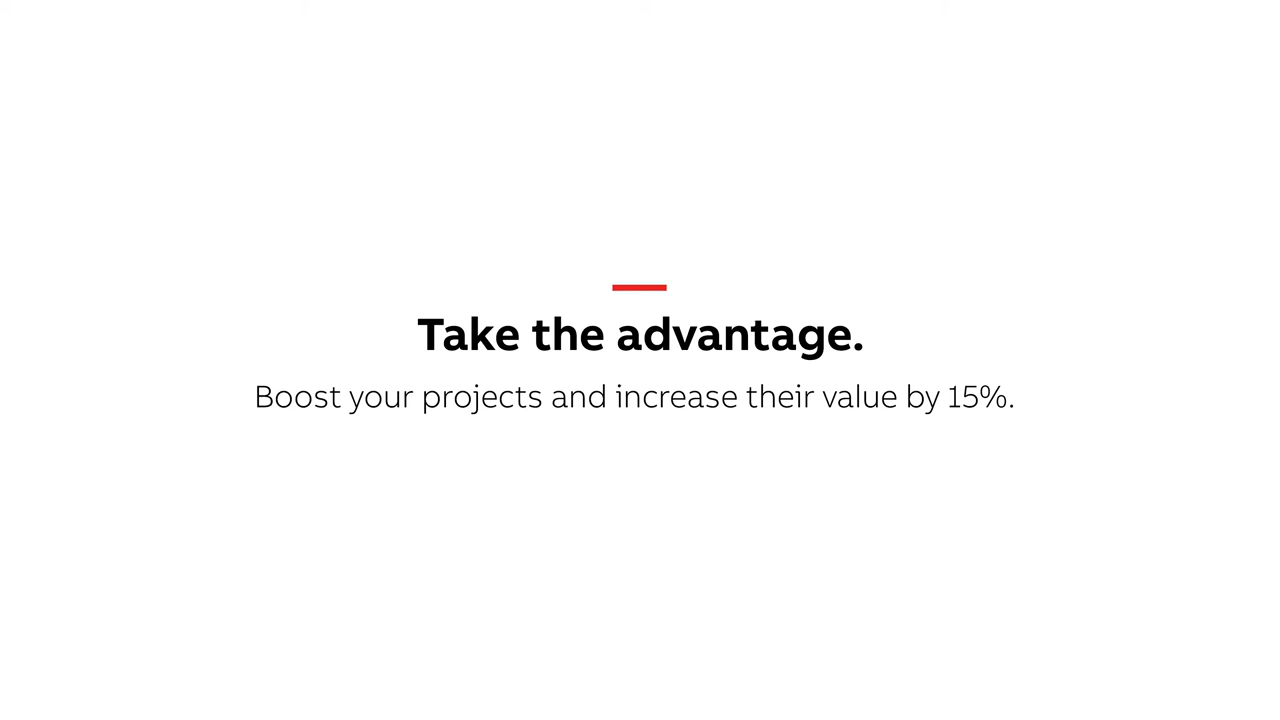 Take the advantage.
Boost your projects and increase their value by 15%.